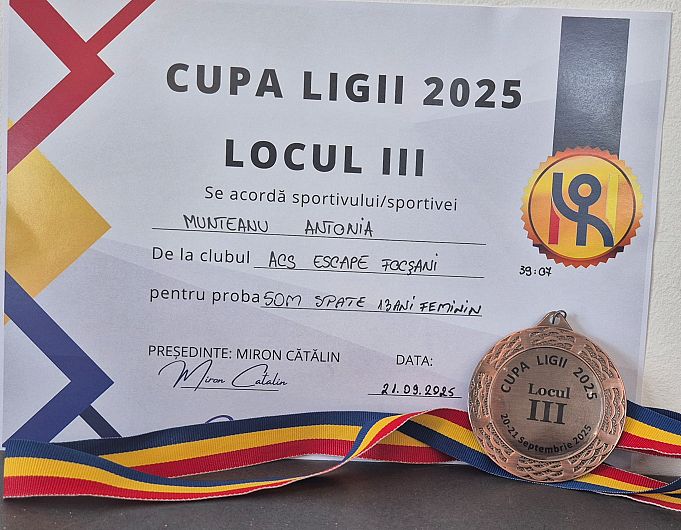 CUPA LIGII 2025
LOCUL III
Se acordă sportivului/sportivei
MUNTEANU ANTONIA
De la clubul ACS ESCAPE FOCȘANI
39:07
pentru proba 50M SPATE 13ANI FEMININ
PREȘEDINTE: MIRON CĂTĂLIN
DATA:
Miron Cătălin
21.09.2025
CUPA LIGII 2025
Locul
III
20-21 Septembrie 2025